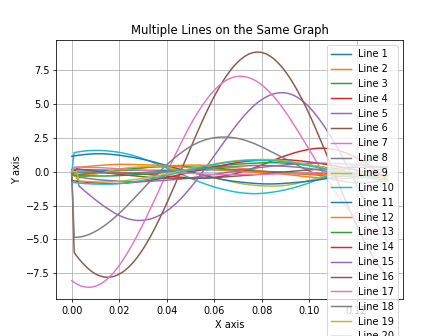 Multiple Lines on the Same Graph
Y axis
7.5
5.0
2.5
0.0
−2.5
−5.0
−7.5
0.00
0.02
0.04
0.06
0.08
0.10
X axis
Line 1
Line 2
Line 3
Line 4
Line 5
Line 6
Line 7
Line 8
Line 9
Line 10
Line 11
Line 12
Line 13
Line 14
Line 15
Line 16
Line 17
Line 18
Line 19
Line 20